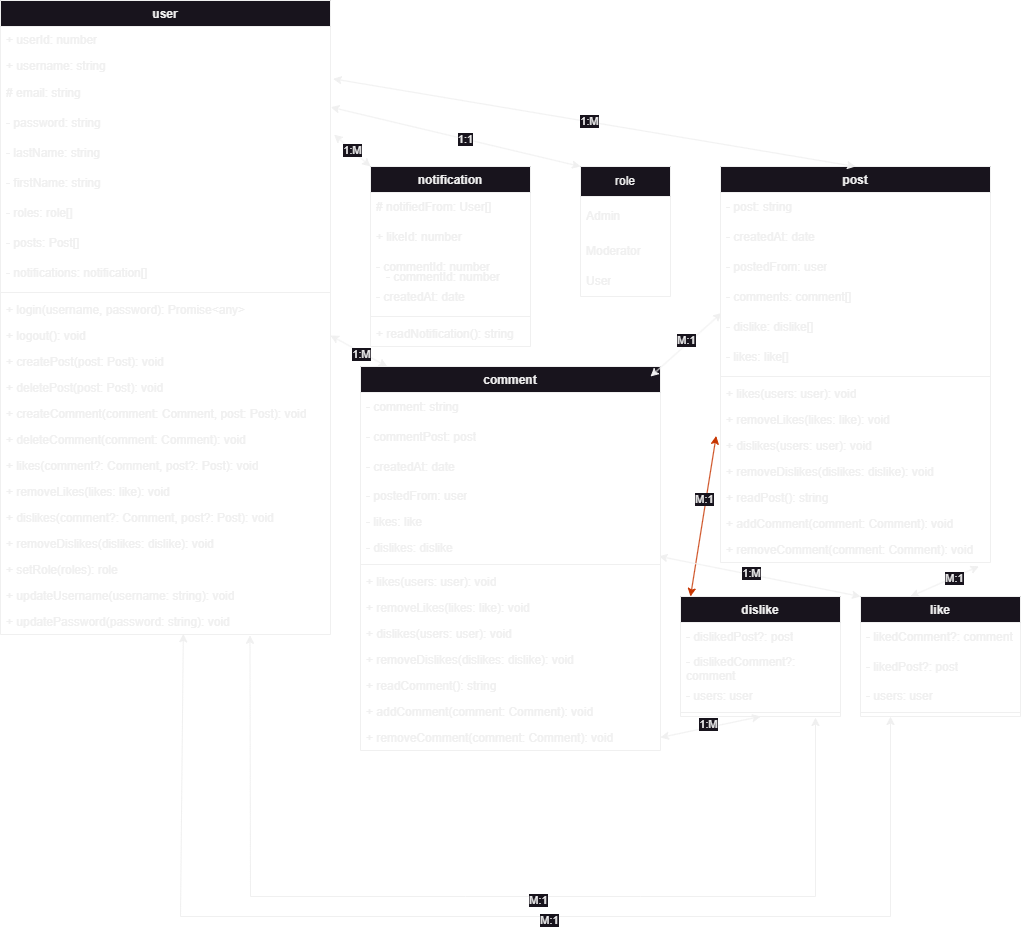 user
+ userId: number
+ username: string
# email: string
- password: string
- lastName: string
- firstName: string
- roles: role[]
- posts: Post[]
- notifications: notification[]
+ login(username, password): Promise<any>
+ logout(): void
+ createPost(post: Post): void
+ deletePost(post: Post): void
+ createComment(comment: Comment, post: Post): void
+ deleteComment(comment: Comment): void
+ likes(comment?: Comment, post?: Post): void
+ removeLikes(likes: like): void
+ dislikes(comment?: Comment, post?: Post): void
+ removeDislikes(dislikes: dislike): void
+ setRole(roles): role
+ updateUsername(username: string): void
+ updatePassword(password: string): void
1:M
1:1
1:M
notification
# notifiedFrom: User[]
+ likeId: number
- commentId: number
- commentId: number
- createdAt: date
+ readNotification(): string
role
Admin
Moderator
User
post
- post: string
- createdAt: date
- postedFrom: user
- comments: comment[]
- dislike: dislike[]
- likes: like[]
+ likes(users: user): void
+ removeLikes(likes: like): void
+ dislikes(users: user): void
+ removeDislikes(dislikes: dislike): void
+ readPost(): string
+ addComment(comment: Comment): void
+ removeComment(comment: Comment): void
1:M
M:1
comment
- comment: string
- commentPost: post
- createdAt: date
- postedFrom: user
- likes: like
- dislikes: dislike
+ likes(users: user): void
+ removeLikes(likes: like): void
+ dislikes(users: user): void
+ removeDislikes(dislikes: dislike): void
+ readComment(): string
+ addComment(comment: Comment): void
+ removeComment(comment: Comment): void
M:1
1:M
M:1
dislike
- dislikedPost?: post
- dislikedComment?:
comment
- users: user
like
- likedComment?: comment
- likedPost?: post
- users: user
1:M
M:1
M:1